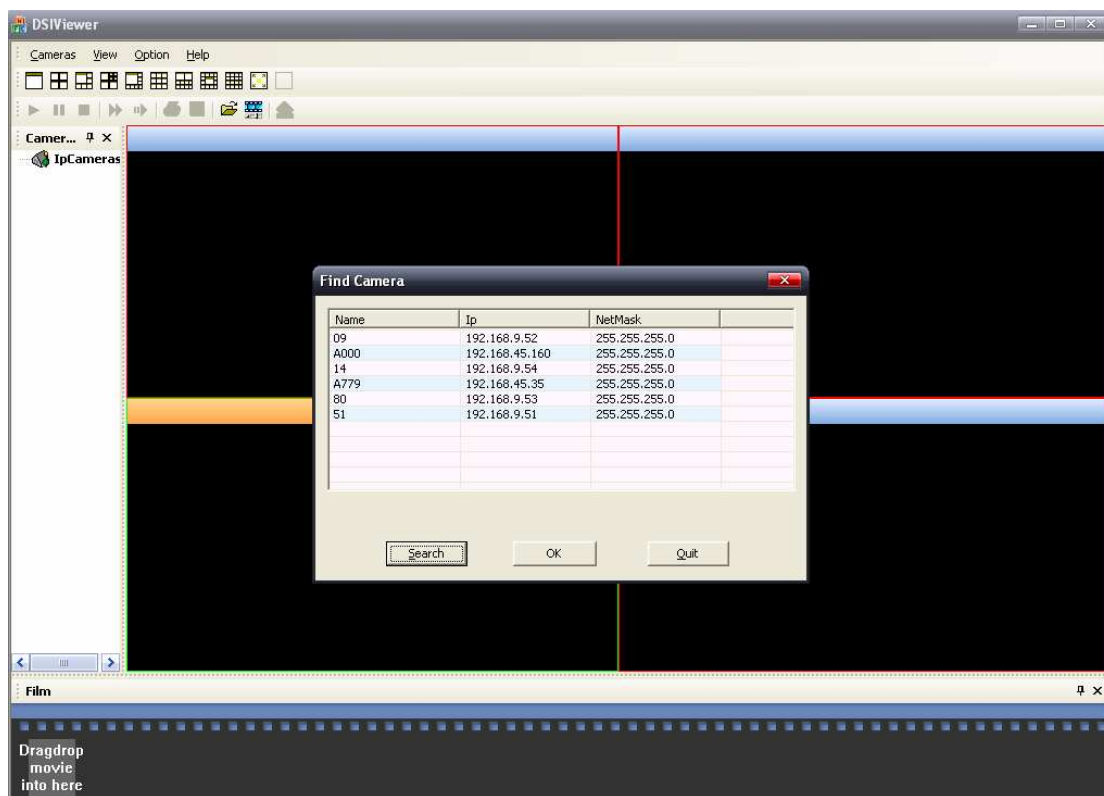 DSIViewer
Cameras View Option Help
Camer...
IpCameras
Find Camera
Name Ip NetMask
09 192.168.9.52 255.255.255.0
A000 192.168.45.160 255.255.255.0
14 192.168.9.54 255.255.255.0
A779 192.168.45.35 255.255.255.0
80 192.168.9.53 255.255.255.0
51 192.168.9.51 255.255.255.0
Search OK Quit
Film
Dragdrop
movie
into here